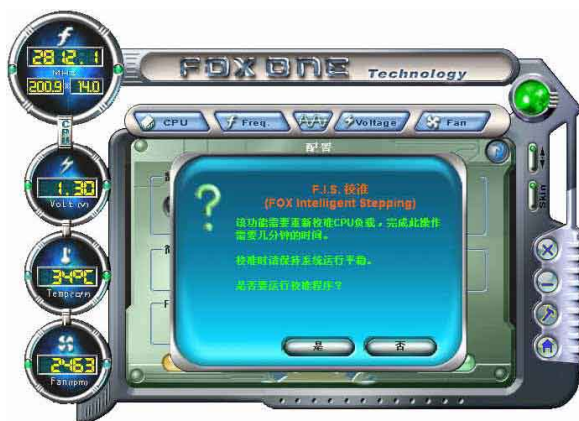 2812.1
MHz
200.9 × 14.0
CPU
1.30
Volt.(v)
34°C
Temp(c/f)
2463
Fan(rpm)
FOX ONE Technology
CPU
Freq.
Voltage
Fan
配置
F.I.S. 校准
(FOX Intelligent Stepping)
该功能需要重新校准CPU负载,完成此操作
需要几分钟的时间。
校准时请保持系统运行平稳。
是否要运行校准程序?
是
否
Skin